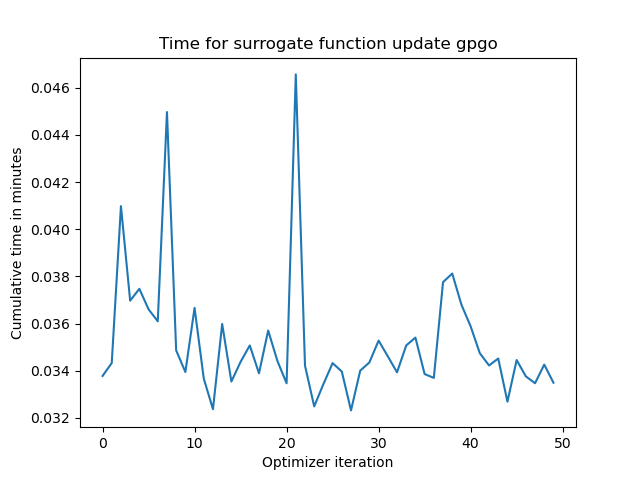 Time for surrogate function update gpgo
Cumulative time in minutes
0.046
0.044
0.042
0.040
0.038
0.036
0.034
0.032
0 10 20 30 40 50
Optimizer iteration